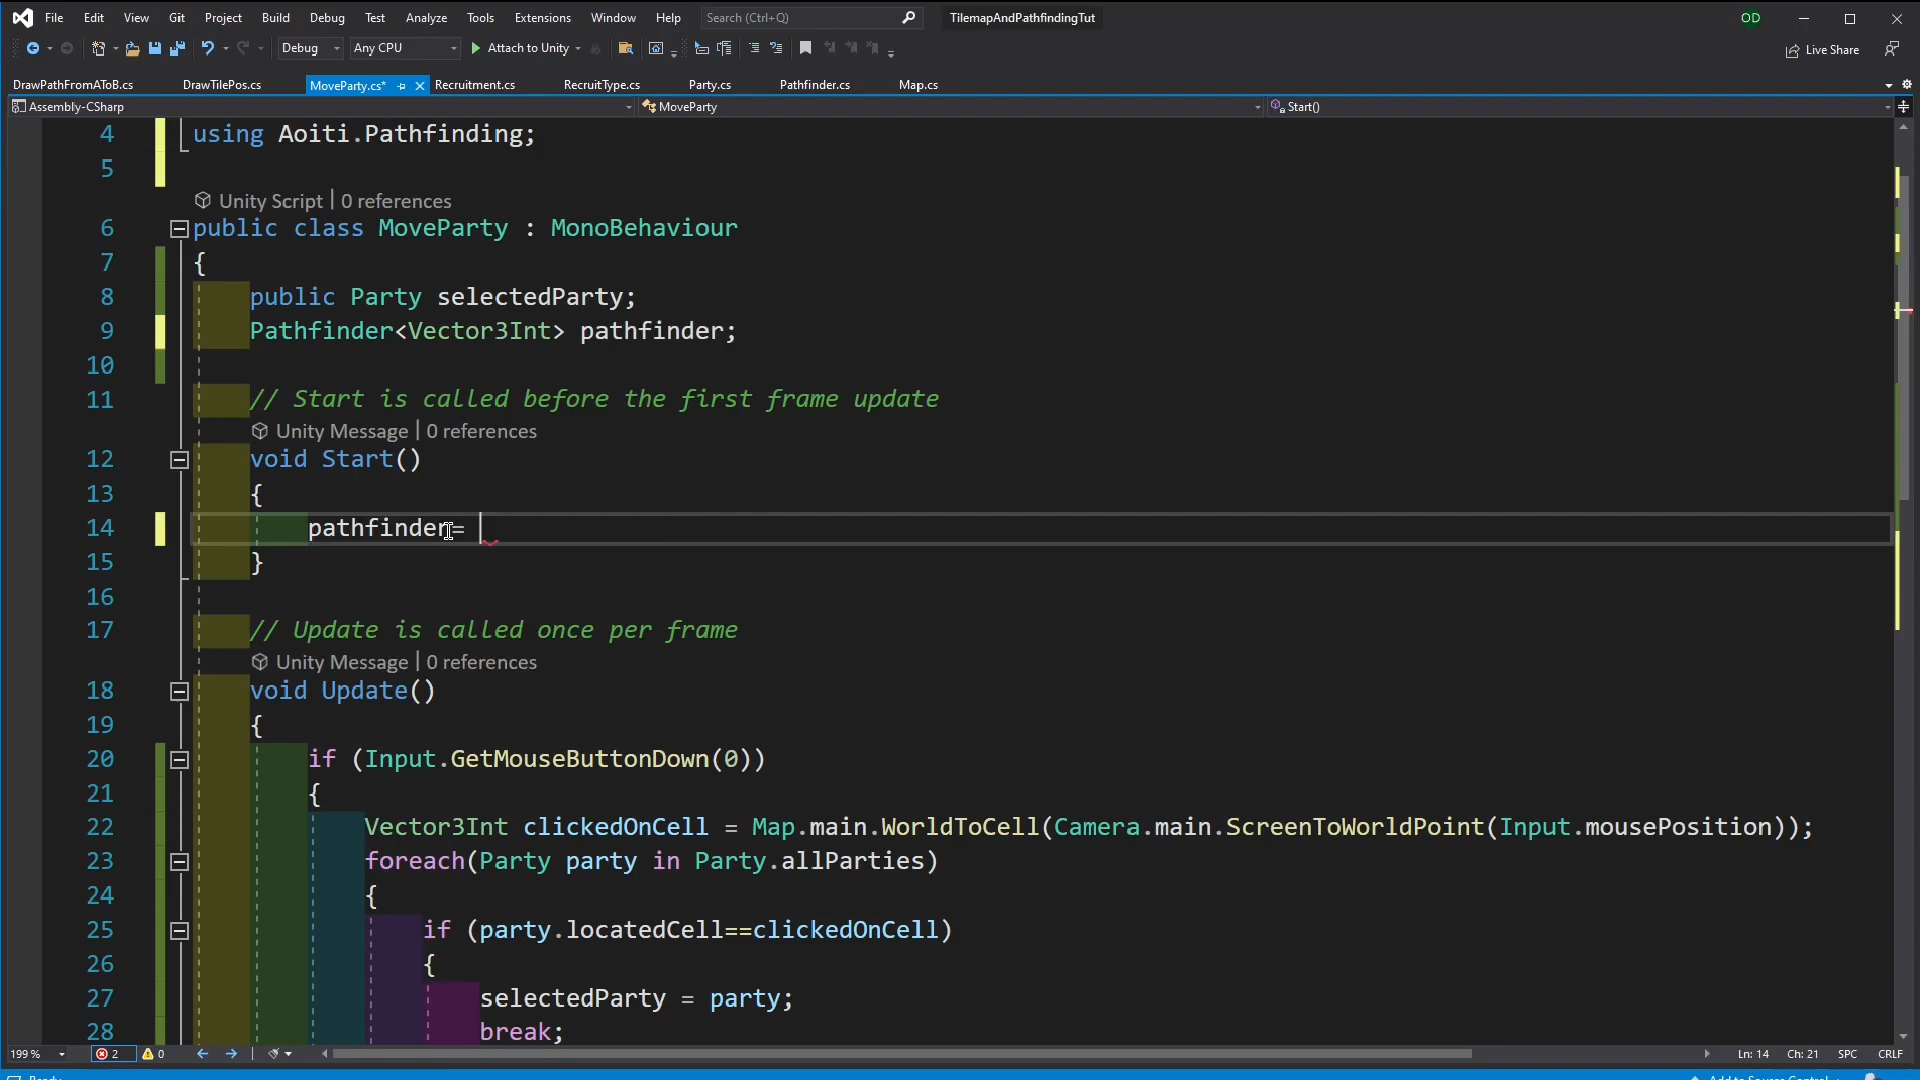 File Edit View Git Project Build Debug Test Analyze Tools Extensions Window Help Search (Ctrl+Q) TilemapAndPathfindingTut OD
Debug Any CPU Attach to Unity Live Share
DrawPathFromAToB.cs DrawTilePos.cs MoveParty.cs* Recruitment.cs RecruitType.cs Party.cs Pathfinder.cs Map.cs
Assembly-CSharp MoveParty Start()
4 using Aoiti.Pathfinding;
5
Unity Script | 0 references
6 public class MoveParty : MonoBehaviour
7 {
8 public Party selectedParty;
9 Pathfinder<Vector3Int> pathfinder;
10
11 // Start is called before the first frame update
Unity Message | 0 references
12 void Start()
13 {
14 pathfinder=
15 }
16
17 // Update is called once per frame
Unity Message | 0 references
18 void Update()
19 {
20 if (Input.GetMouseButtonDown(0))
21 {
22 Vector3Int clickedOnCell = Map.main.WorldToCell(Camera.main.ScreenToWorldPoint(Input.mousePosition));
23 foreach(Party party in Party.allParties)
24 {
25 if (party.locatedCell==clickedOnCell)
26 {
27 selectedParty = party;
28 break;
199 % 2 0 Ln: 14 Ch: 21 SPC CRLF